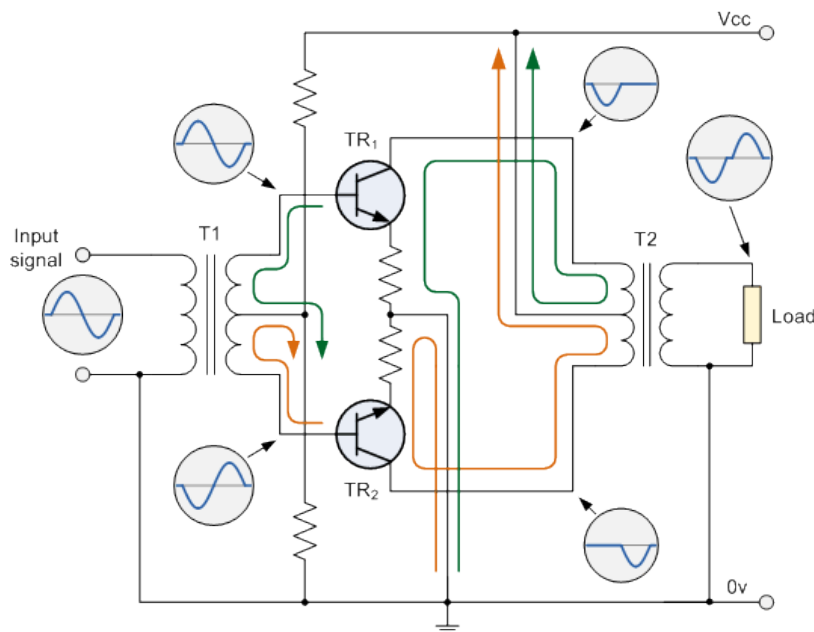 Vcc
TR₁
T1
Input
signal
T2
Load
TR₂
0v